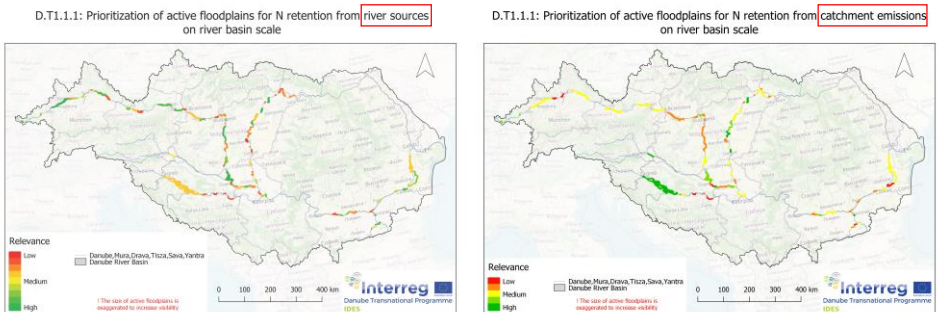 D.T1.1.1: Prioritization of active floodplains for N retention from river sources
on river basin scale
Relevance
Low
Medium
High
Danube,Mura,Drava,Tisza,Sava,Yantra
Danube River Basin
! The size of active floodplains is
exaggerated to increase visibility
0 100 200 300 400 km
Interreg
Danube Transnational Programme
IDES
D.T1.1.1: Prioritization of active floodplains for N retention from catchment emissions
on river basin scale
Relevance
Low
Medium
High
Danube,Mura,Drava,Tisza,Sava,Yantra
Danube River Basin
! The size of active floodplains is
exaggerated to increase visibility
0 100 200 300 400 km
Interreg
Danube Transnational Programme
IDES